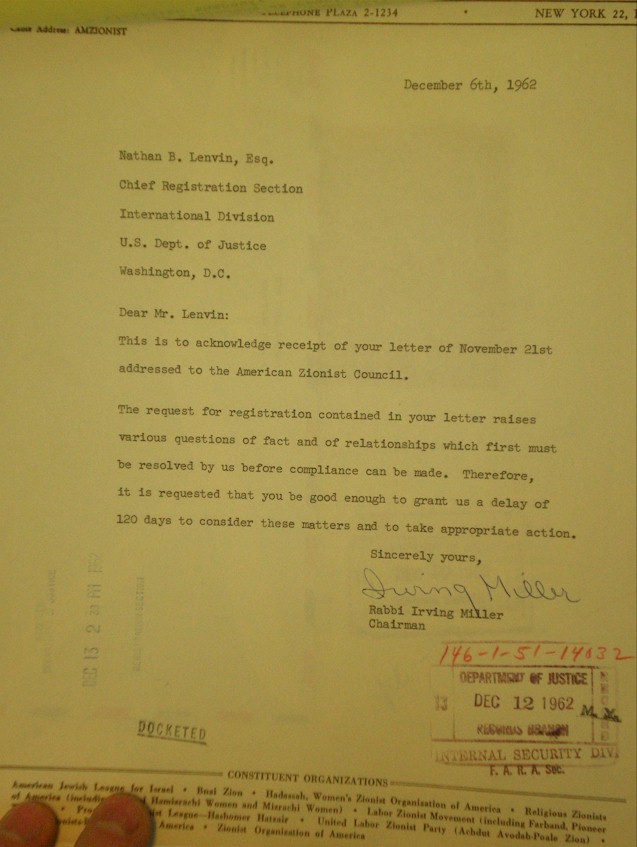 TELEPHONE PLAZA 2-1234 • NEW YORK 22,
Cable Address: AMZIONIST
December 6th, 1962
Nathan B. Lenvin, Esq.
Chief Registration Section
International Division
U.S. Dept. of Justice
Washington, D.C.
Dear Mr. Lenvin:
This is to acknowledge receipt of your letter of November 21st
addressed to the American Zionist Council.
The request for registration contained in your letter raises
various questions of fact and of relationships which first must
be resolved by us before compliance can be made. Therefore,
it is requested that you be good enough to grant us a delay of
120 days to consider these matters and to take appropriate action.
Sincerely yours,
Irving Miller
Rabbi Irving Miller
Chairman
146-1-51-14032
DEPARTMENT OF JUSTICE
DEC 12 1962
RECORDS BRANCH
INTERNAL SECURITY DIV.
F. A. R. A. Sec.
DOCKETED
CONSTITUENT ORGANIZATIONS
American Jewish League for Israel • Bnai Zion • Hadassah, Women's Zionist Organization of America • Religious Zionists
of America Hamizrachi Women and Mizrachi Women) • Labor Zionist Movement (including Farband, Pioneer
League—Hashomer Hatzair • United Labor Zionist Party (Achdut Avodah-Poale Zion) •
America • Zionist Organization of America